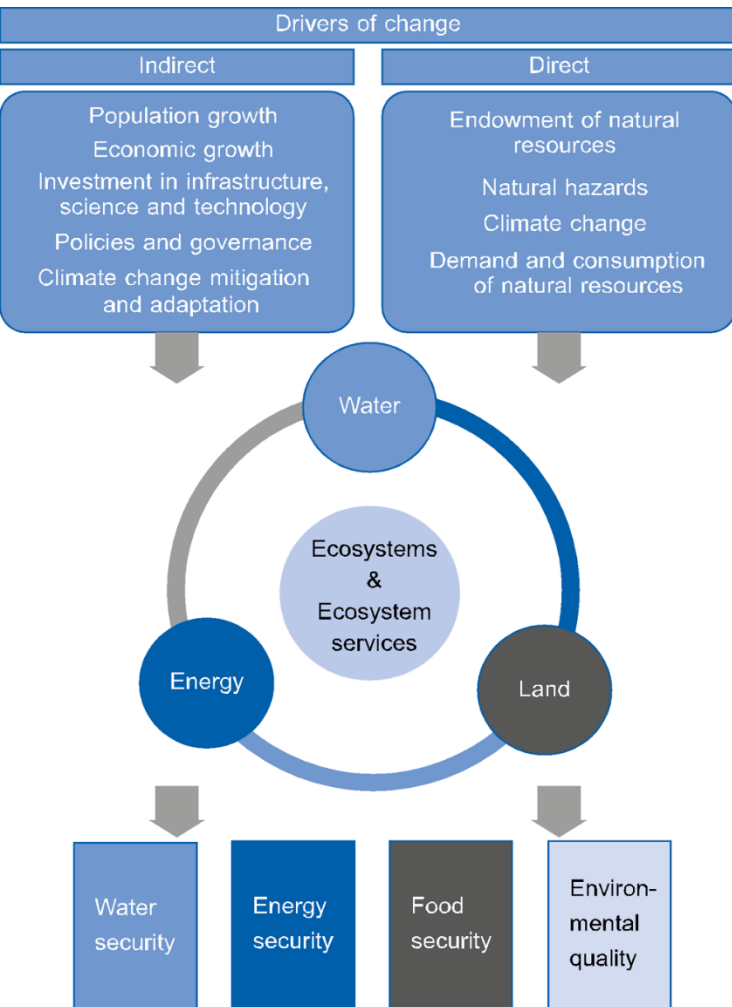 Drivers of change
Indirect
Direct
Population growth
Economic growth
Investment in infrastructure,
science and technology
Policies and governance
Climate change mitigation
and adaptation
Endowment of natural
resources
Natural hazards
Climate change
Demand and consumption
of natural resources
Water
Ecosystems
&
Ecosystem
services
Energy
Land
Water
security
Energy
security
Food
security
Environ-
mental
quality